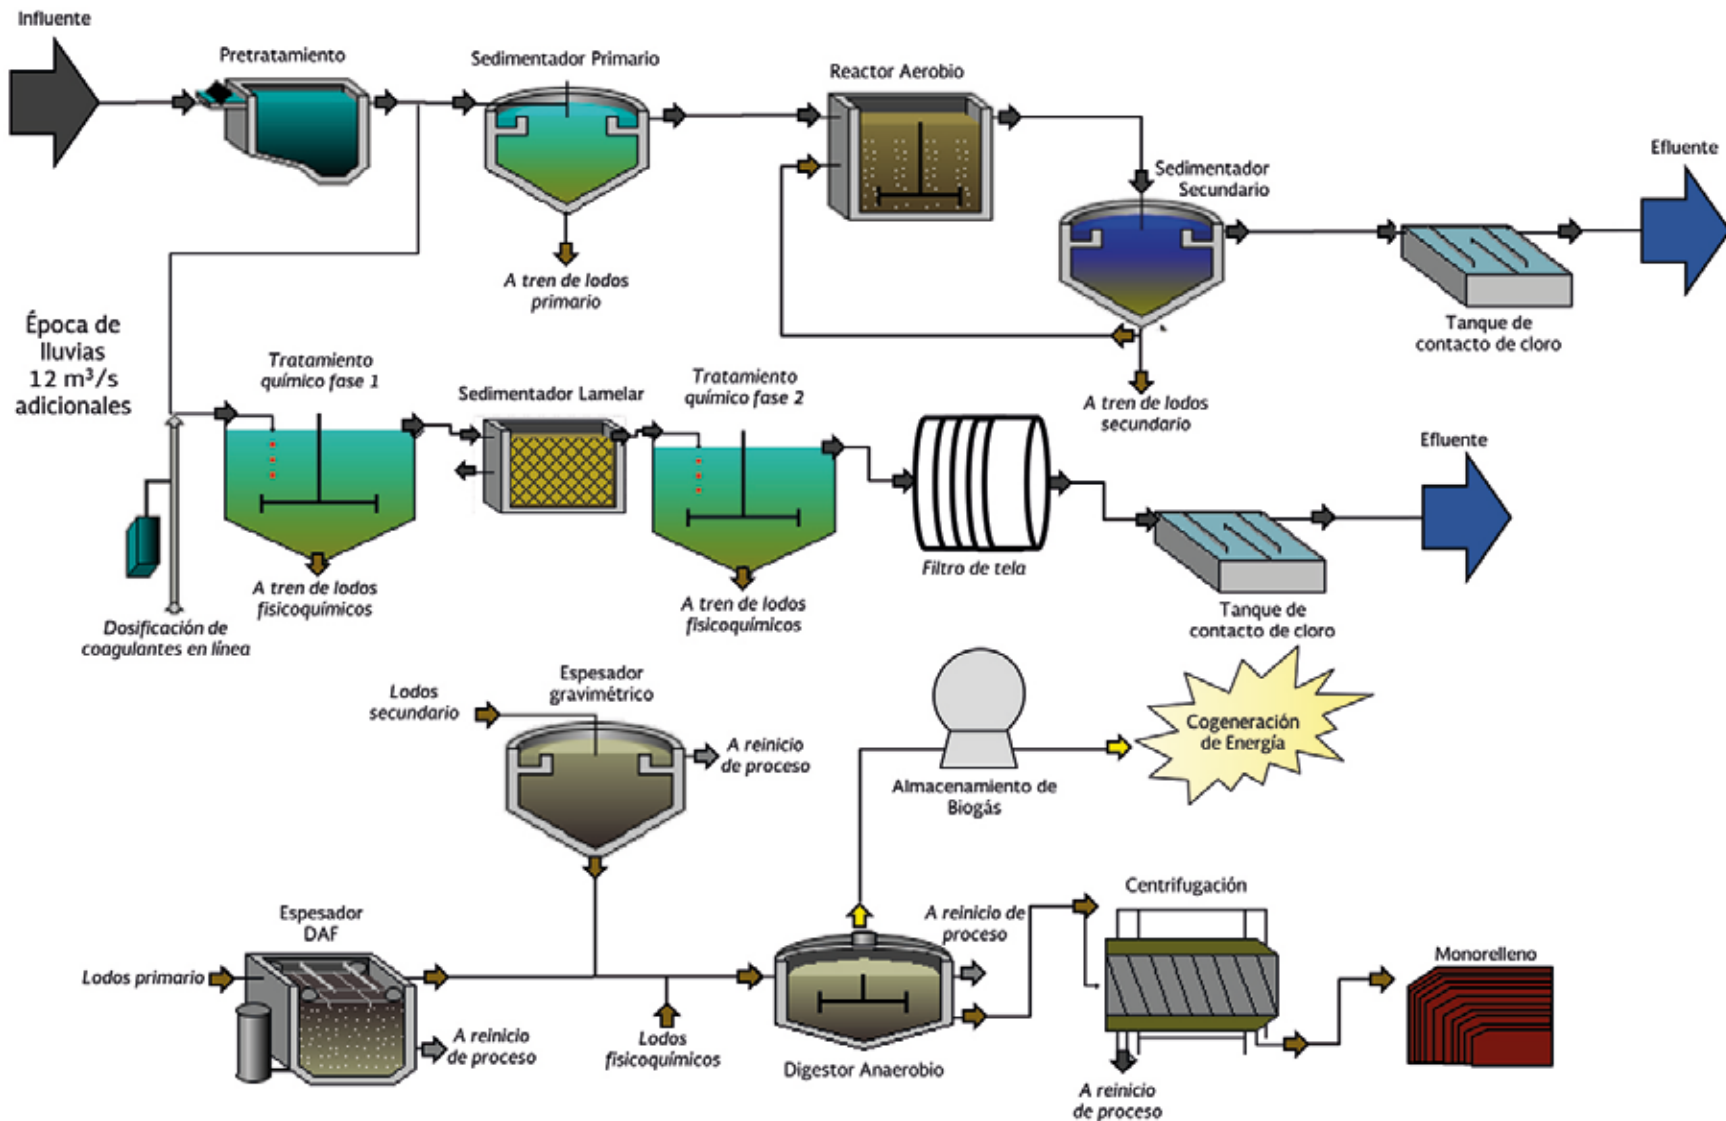 Influente
Pretratamiento
Sedimentador Primario
Reactor Aerobio
Sedimentador
Secundario
Efluente
A tren de lodos
primario
Tanque de
contacto de cloro
A tren de lodos
secundario
Época de
lluvias
12 m³/s
adicionales
Tratamiento
químico fase 1
Sedimentador Lamelar
Tratamiento
químico fase 2
Efluente
Filtro de tela
A tren de lodos
fisicoquímicos
A tren de lodos
fisicoquímicos
Tanque de
contacto de cloro
Dosificación de
coagulantes en línea
Lodos
secundario
Espesador
gravimétrico
A reinicio
de proceso
Almacenamiento de
Biogás
Cogeneración
de Energía
Espesador
DAF
Lodos primario
A reinicio
de proceso
Lodos
fisicoquímicos
Digestor Anaerobio
A reinicio de
proceso
Centrifugación
A reinicio
de proceso
Monorelleno